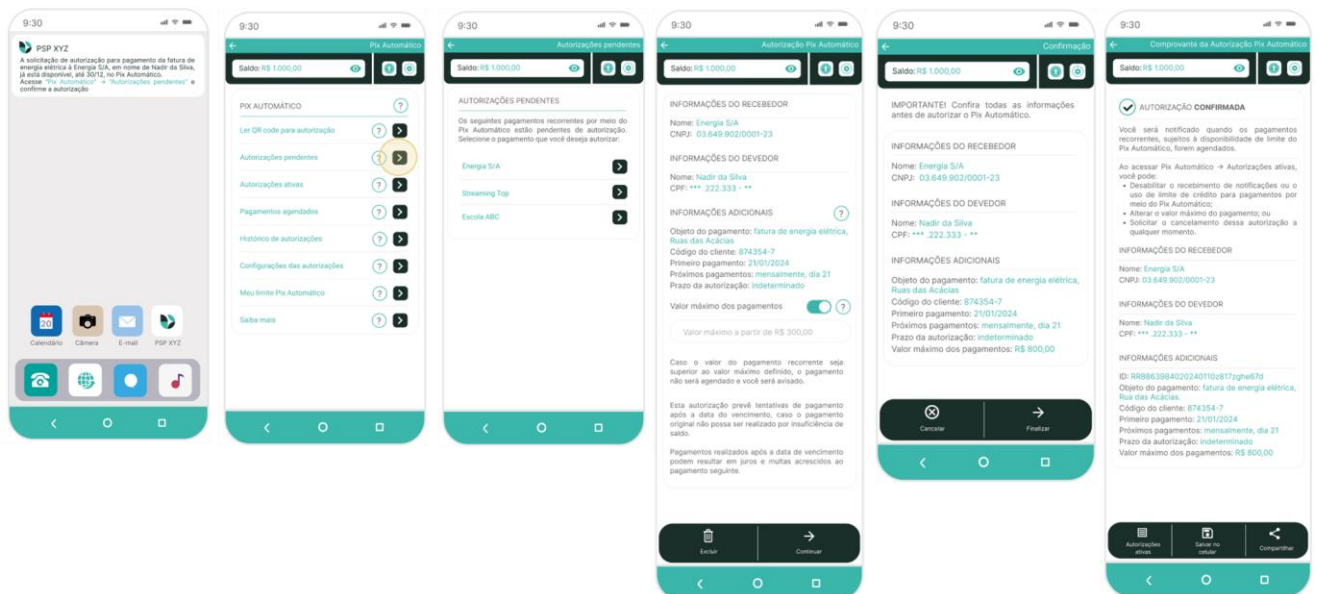 9:30
PSP XYZ
A solicitação de autorização para pagamento da fatura de
energia elétrica à Energia S/A, em nome de Nadir da Silva,
já está disponível, até 30/12, no Pix Automático.
Acesse "Pix Automático" → "Autorizações pendentes" e
confirme a autorização
20
Calendário
Câmera
E-mail
PSP XYZ
9:30
Pix Automático
Saldo: R$ 1.000,00
PIX AUTOMÁTICO
?
Ler QR code para autorização
?
Autorizações pendentes
?
Autorizações ativas
?
Pagamentos agendados
?
Histórico de autorizações
?
Configurações das autorizações
?
Meu limite Pix Automático
?
Saiba mais
?
9:30
Autorizações pendentes
Saldo: R$ 1.000,00
AUTORIZAÇÕES PENDENTES
Os seguintes pagamentos recorrentes por meio do
Pix Automático estão pendentes de autorização.
Selecione o pagamento que você deseja autorizar:
Energia S/A
Streaming Top
Escola ABC
9:30
Autorização Pix Automático
Saldo: R$ 1.000,00
INFORMAÇÕES DO RECEBEDOR
Nome: Energia S/A
CNPJ: 03.649.902/0001-23
INFORMAÇÕES DO DEVEDOR
Nome: Nadir da Silva
CPF: *** .222.333 - **
INFORMAÇÕES ADICIONAIS
?
Objeto do pagamento: fatura de energia elétrica,
Ruas das Acácias
Código do cliente: 874354-7
Primeiro pagamento: 21/01/2024
Próximos pagamentos: mensalmente, dia 21
Prazo da autorização: indeterminado
Valor máximo dos pagamentos
?
Valor máximo a partir de R$ 300,00
Caso o valor do pagamento recorrente seja
superior ao valor máximo definido, o pagamento
não será agendado e você será avisado.
Esta autorização prevê tentativas de pagamento
após a data do vencimento, caso o pagamento
original não possa ser realizado por insuficiência de
saldo.
Pagamentos realizados após a data de vencimento
podem resultar em juros e multas acrescidos ao
pagamento seguinte.
Excluir
Continuar
9:30
Confirmação
Saldo: R$ 1.000,00
IMPORTANTE! Confira todas as informações
antes de autorizar o Pix Automático.
INFORMAÇÕES DO RECEBEDOR
Nome: Energia S/A
CNPJ: 03.649.902/0001-23
INFORMAÇÕES DO DEVEDOR
Nome: Nadir da Silva
CPF: *** .222.333 - **
INFORMAÇÕES ADICIONAIS
Objeto do pagamento: fatura de energia elétrica,
Ruas das Acácias
Código do cliente: 874354-7
Primeiro pagamento: 21/01/2024
Próximos pagamentos: mensalmente, dia 21
Prazo da autorização: indeterminado
Valor máximo dos pagamentos: R$ 800,00
Cancelar
Finalizar
9:30
Comprovante da Autorização Pix Automático
Saldo: R$ 1.000,00
AUTORIZAÇÃO CONFIRMADA
Você será notificado quando os pagamentos
recorrentes, sujeitos à disponibilidade de limite do
Pix Automático, forem agendados.
Ao acessar Pix Automático → Autorizações ativas,
você pode:
• Desabilitar o recebimento de notificações ou o
uso de limite de crédito para pagamentos por
meio do Pix Automático;
• Alterar o valor máximo do pagamento; ou
• Solicitar o cancelamento dessa autorização a
qualquer momento.
INFORMAÇÕES DO RECEBEDOR
Nome: Energia S/A
CNPJ: 03.649.902/0001-23
INFORMAÇÕES DO DEVEDOR
Nome: Nadir da Silva
CPF: *** .222.333 - **
INFORMAÇÕES ADICIONAIS
ID: RR8863984020240110z817zghe67d
Objeto do pagamento: fatura de energia elétrica,
Rua das Acácias.
Código do cliente: 874354-7
Primeiro pagamento: 21/01/2024
Próximos pagamentos: mensalmente, dia 21
Prazo da autorização: indeterminado
Valor máximo dos pagamentos: R$ 800,00
Autorizações
ativas
Salvar no
celular
Compartilhar